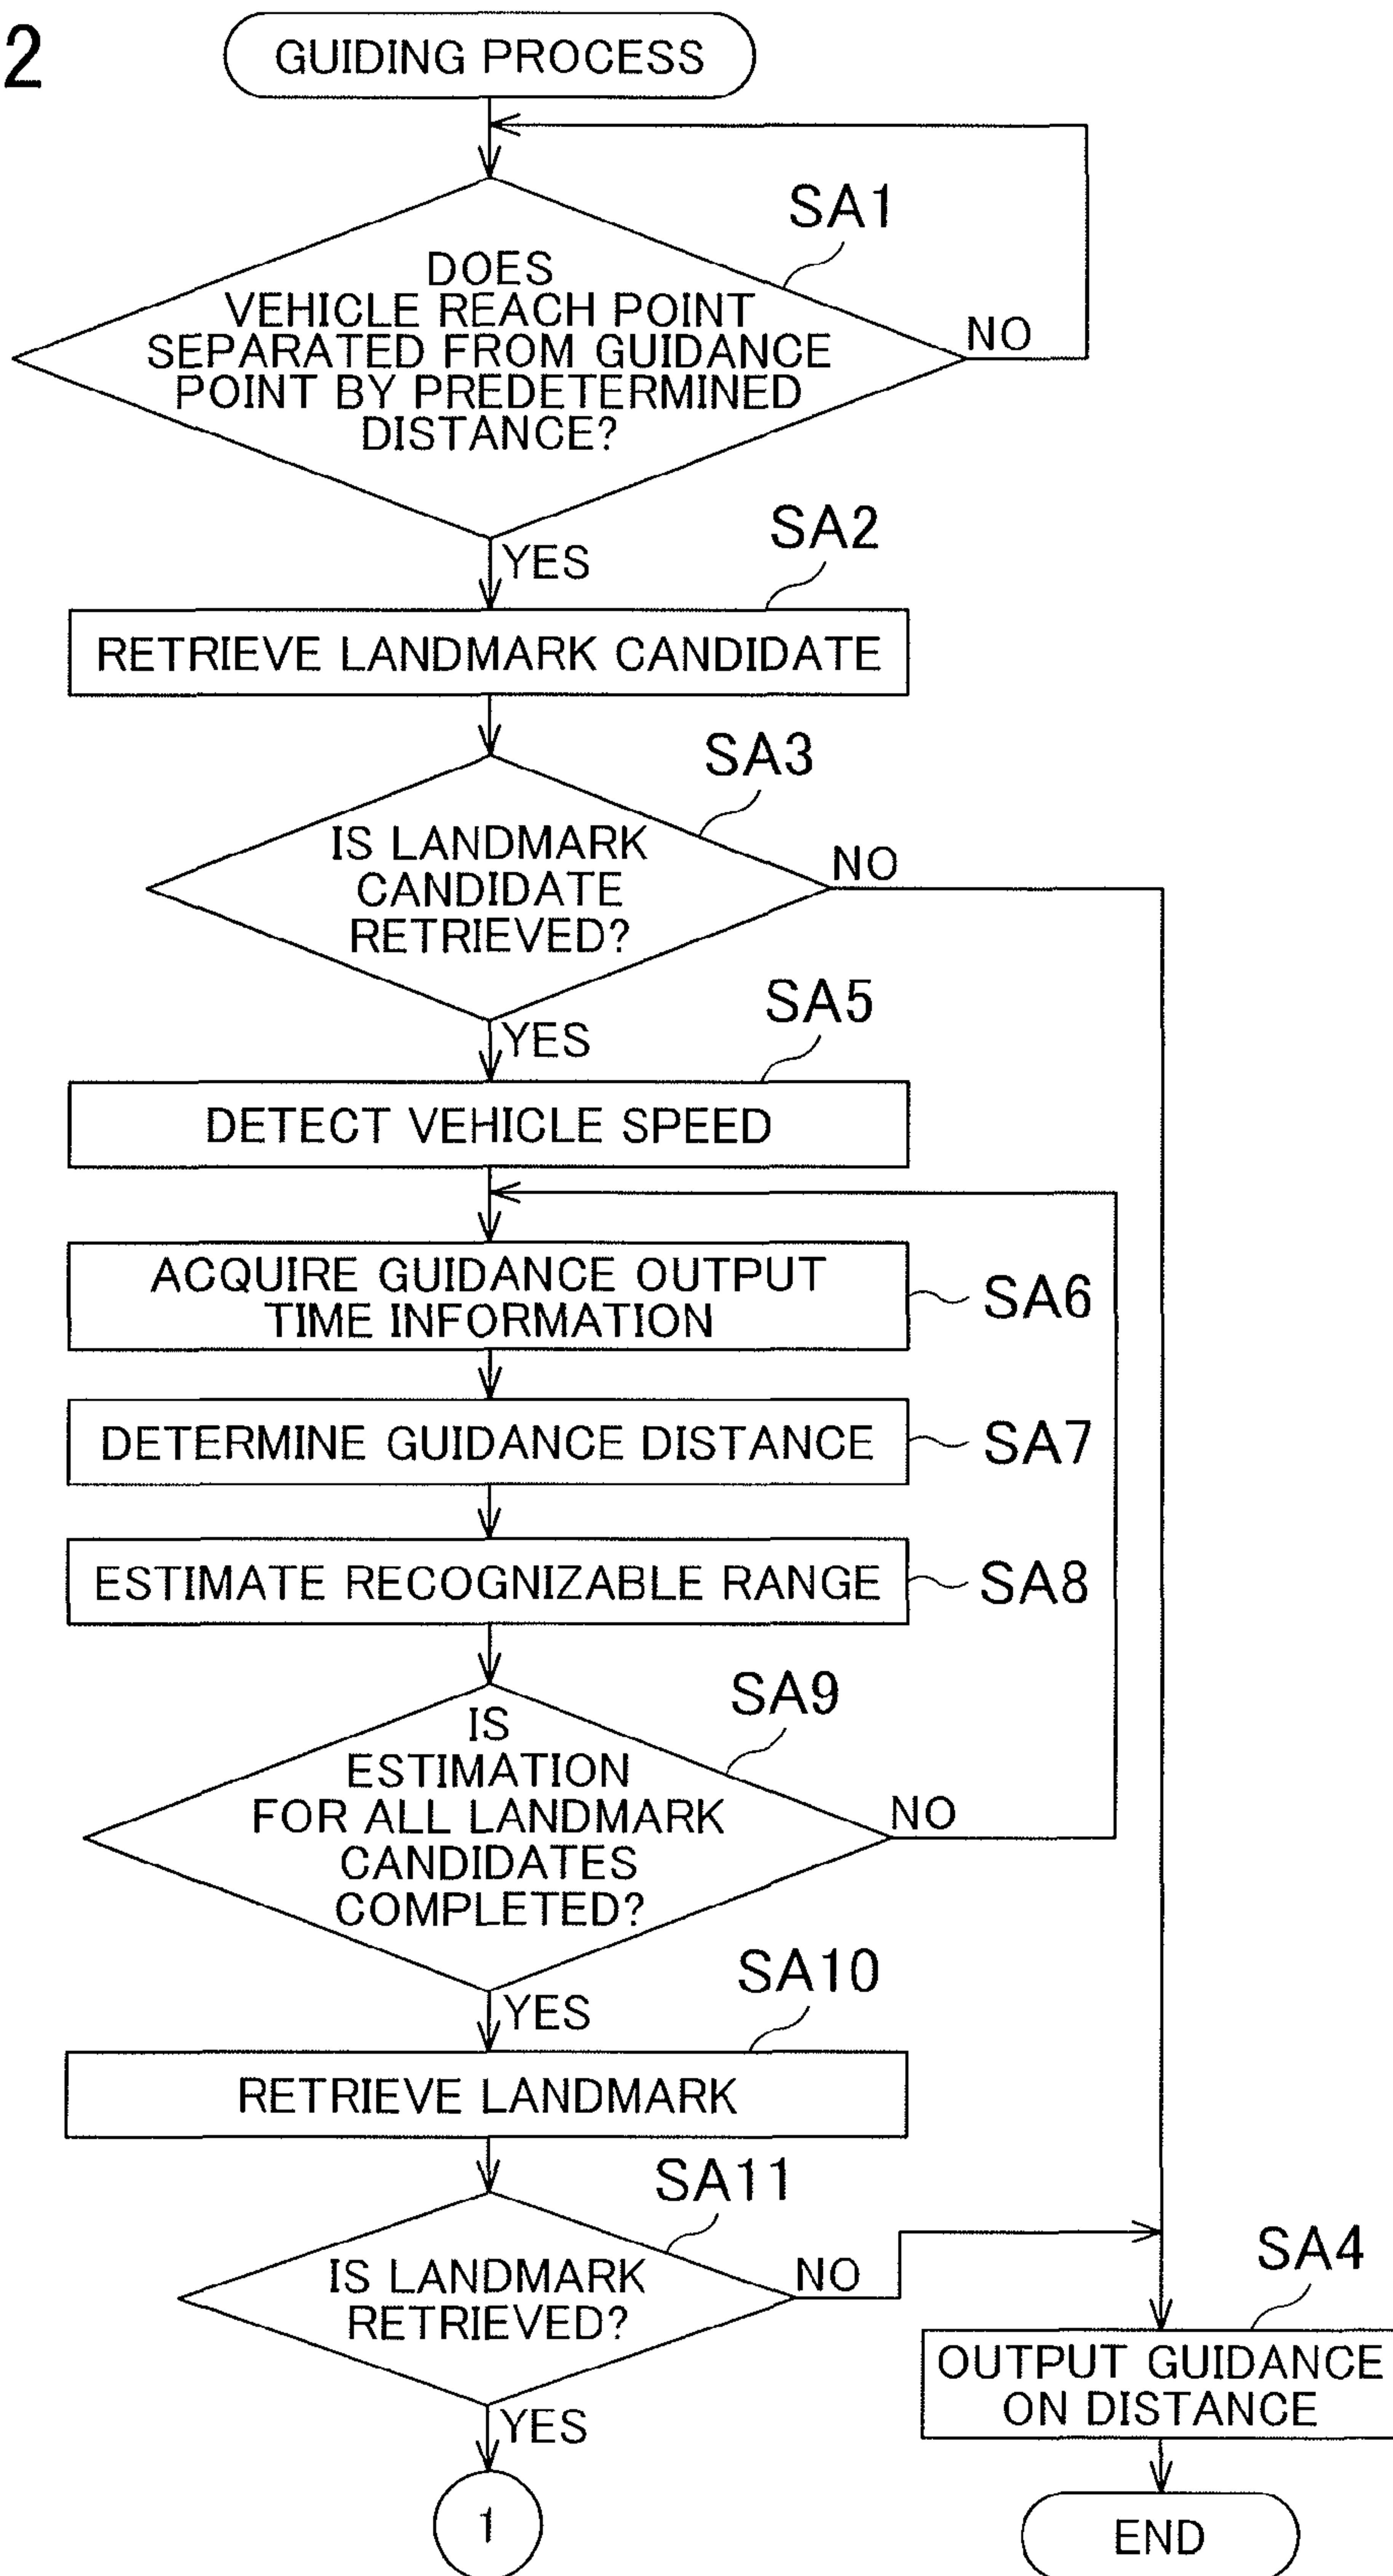 2
GUIDING PROCESS
SA1
DOES
VEHICLE REACH POINT
SEPARATED FROM GUIDANCE
POINT BY PREDETERMINED
DISTANCE?
NO
YES
SA2
RETRIEVE LANDMARK CANDIDATE
SA3
IS LANDMARK
CANDIDATE
RETRIEVED?
NO
YES
SA5
DETECT VEHICLE SPEED
ACQUIRE GUIDANCE OUTPUT
TIME INFORMATION
SA6
DETERMINE GUIDANCE DISTANCE
SA7
ESTIMATE RECOGNIZABLE RANGE
SA8
SA9
IS
ESTIMATION
FOR ALL LANDMARK
CANDIDATES
COMPLETED?
NO
YES
SA10
RETRIEVE LANDMARK
SA11
IS LANDMARK
RETRIEVED?
NO
YES
1
SA4
OUTPUT GUIDANCE
ON DISTANCE
END